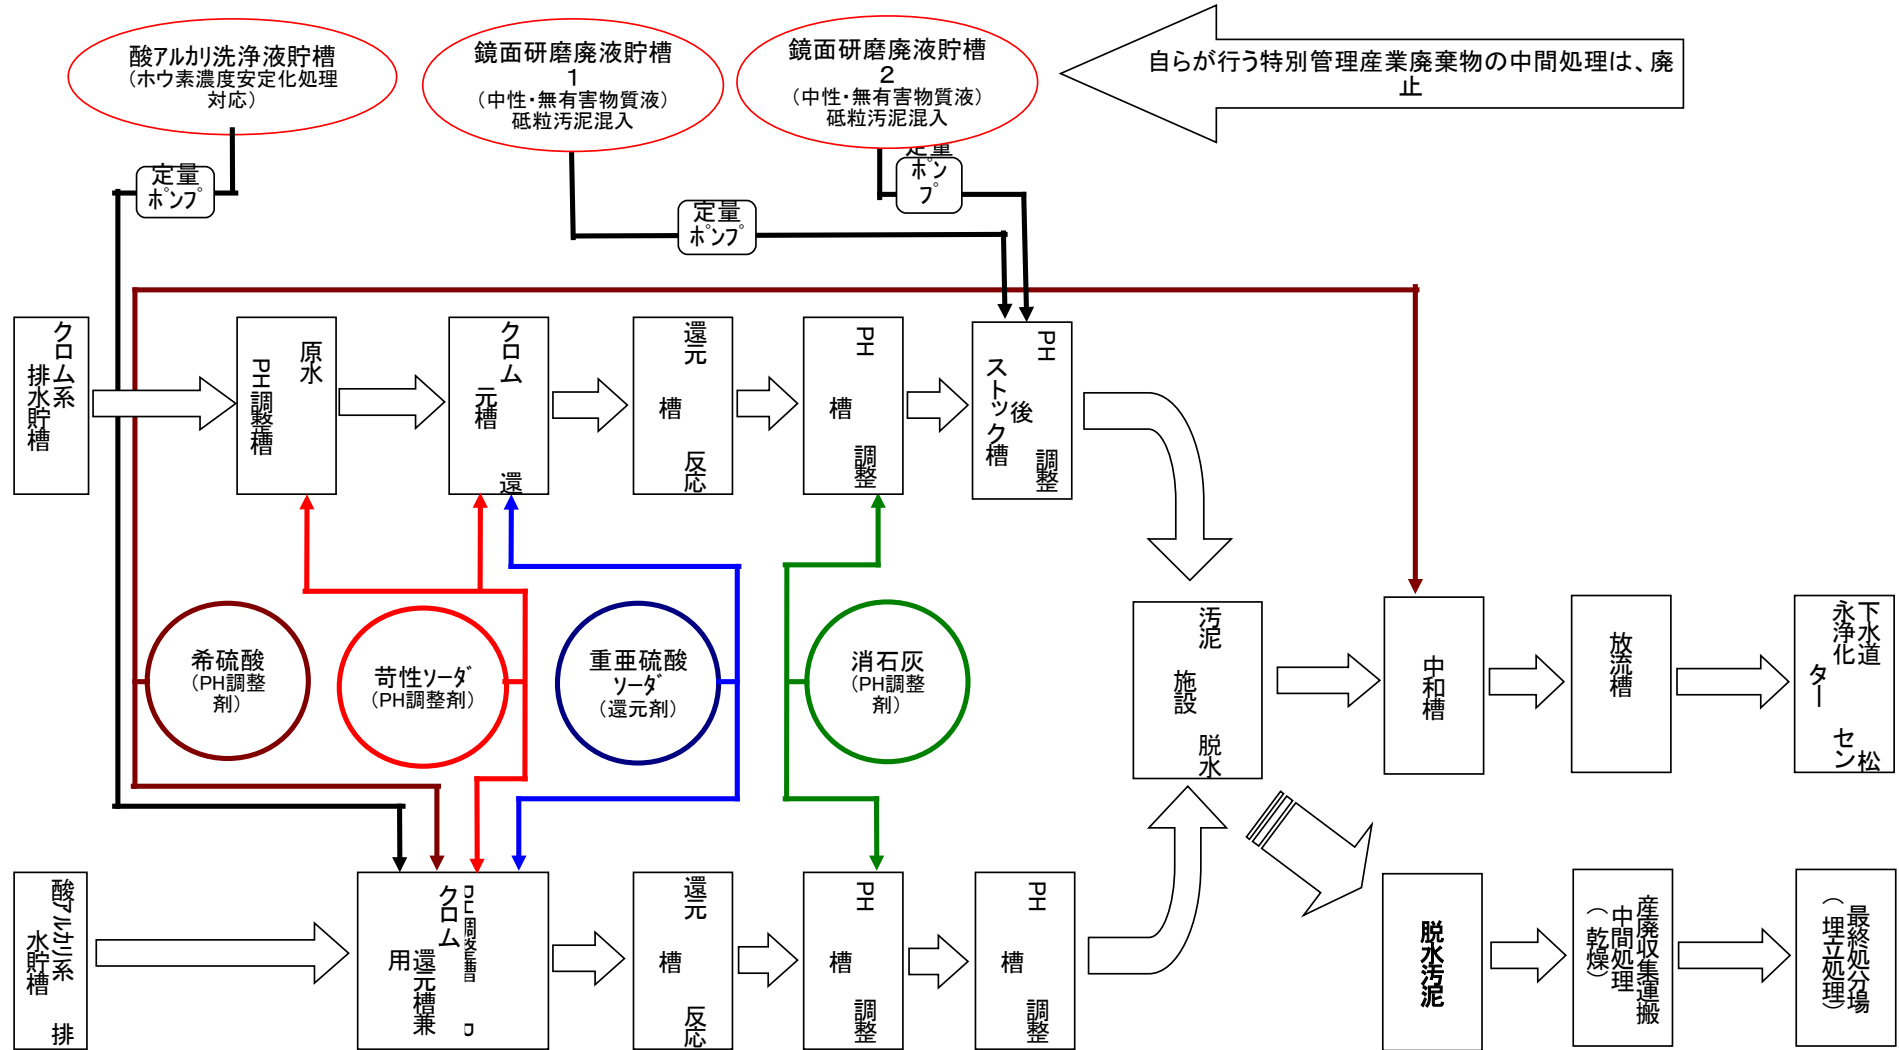 酸アルカリ洗浄液貯槽
（ホウ素濃度安定化処理
対応）
鏡面研磨廃液貯槽
1
（中性・無有害物質液）
砥粒汚泥混入
鏡面研磨廃液貯槽
2
（中性・無有害物質液）
砥粒汚泥混入
自らが行う特別管理産業廃棄物の中間処理は、廃
止
定量
ポンプ
定量
ポンプ
定量
ポン
プ
クロム系
排水貯槽
原水
PH調整槽
クロム 還
元槽
還元 反応
槽
PH 調整
槽
PH 調整
後
ストック槽
希硫酸
（PH調整
剤）
苛性ソーダ
（PH調整剤）
重亜硫酸
ソーダ
（還元剤）
消石灰
（PH調整
剤）
汚泥 脱水
施設
中和槽
放流槽
下水道 松
永浄化 セン
ター
酸アルカリ系 排
水貯槽
PH調整槽 P
クロム
還元槽兼
用
還元 反応
槽
PH 調整
槽
PH 調整
槽
脱水汚泥
産廃収集運搬
中間処理
（乾燥）
最終処分場
（埋立処理）